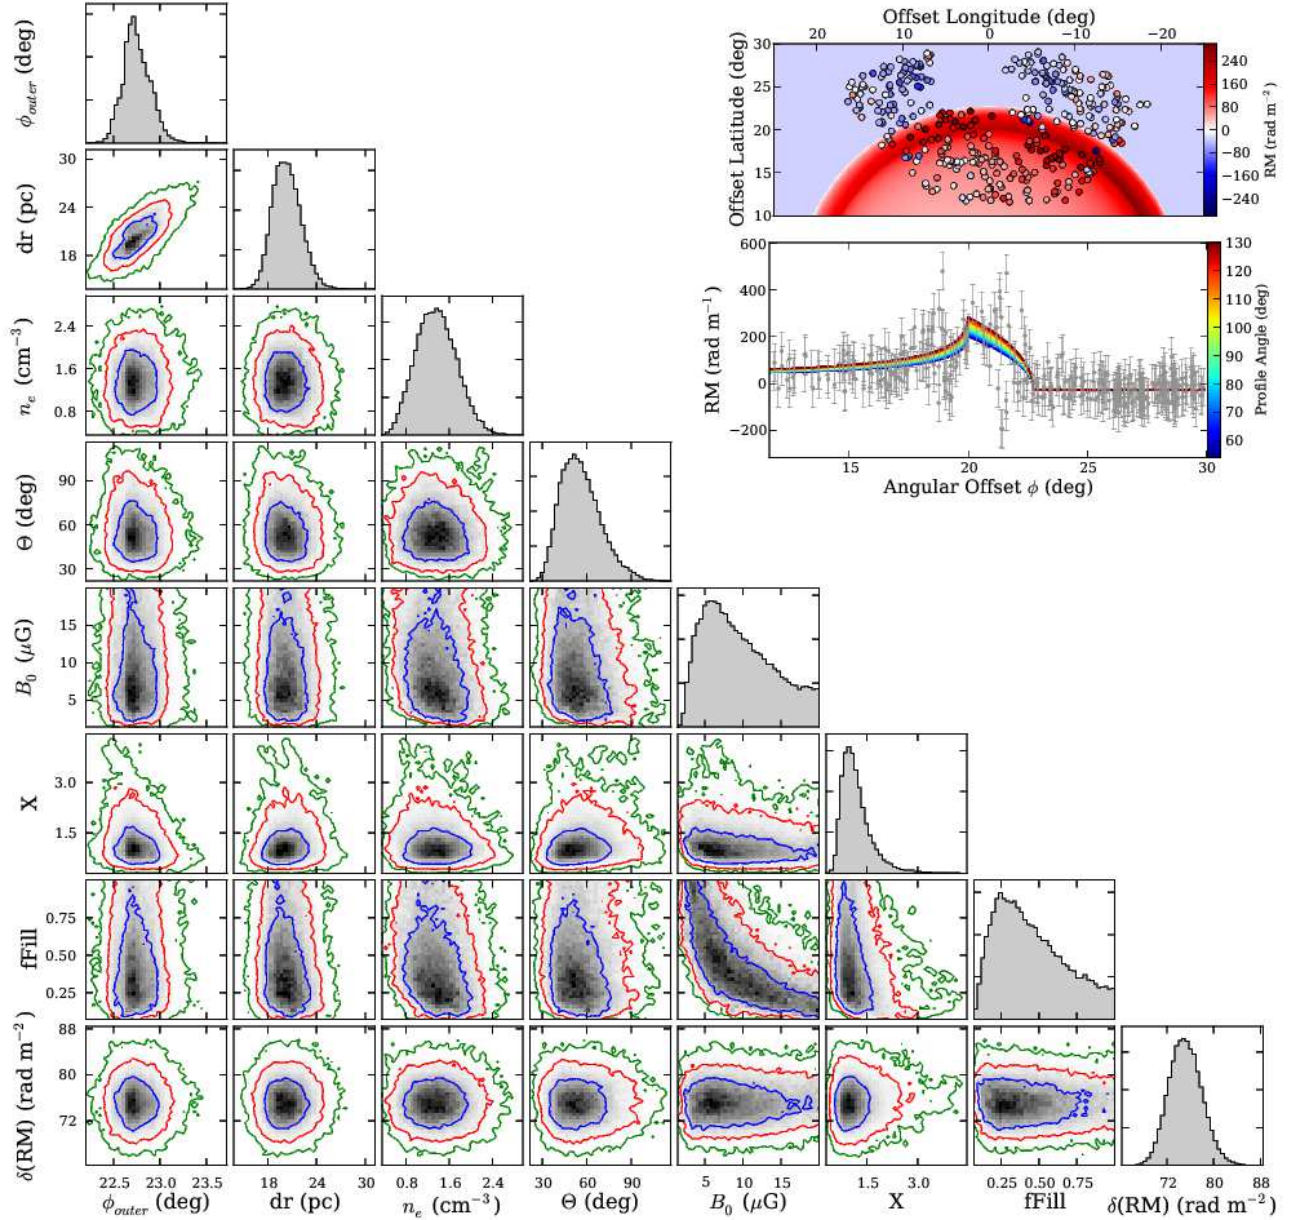 Offset Longitude (deg)
20 10 0 −10 −20
Offset Latitude (deg)
30
25
20
15
10
240
160
80
0
−80
−160
−240
RM (rad m⁻²)
RM (rad m⁻¹)
600
400
200
0
−200
15 20 25 30
Angular Offset ϕ (deg)
130
120
110
100
90
80
70
60
Profile Angle (deg)
ϕ_outer (deg)
dr (pc)
30
24
18
n_e (cm⁻³)
2.4
1.6
0.8
Θ (deg)
90
60
30
B₀ (μG)
15
10
5
X
3.0
1.5
fFill
0.75
0.50
0.25
δ(RM) (rad m⁻²)
88
80
72
22.5 23.0 23.5 18 24 30 0.8 1.6 2.4 30 60 90 5 10 15 1.5 3.0 0.25 0.50 0.75 72 80 88
ϕ_outer (deg) dr (pc) n_e (cm⁻³) Θ (deg) B₀ (μG) X fFill δ(RM) (rad m⁻²)